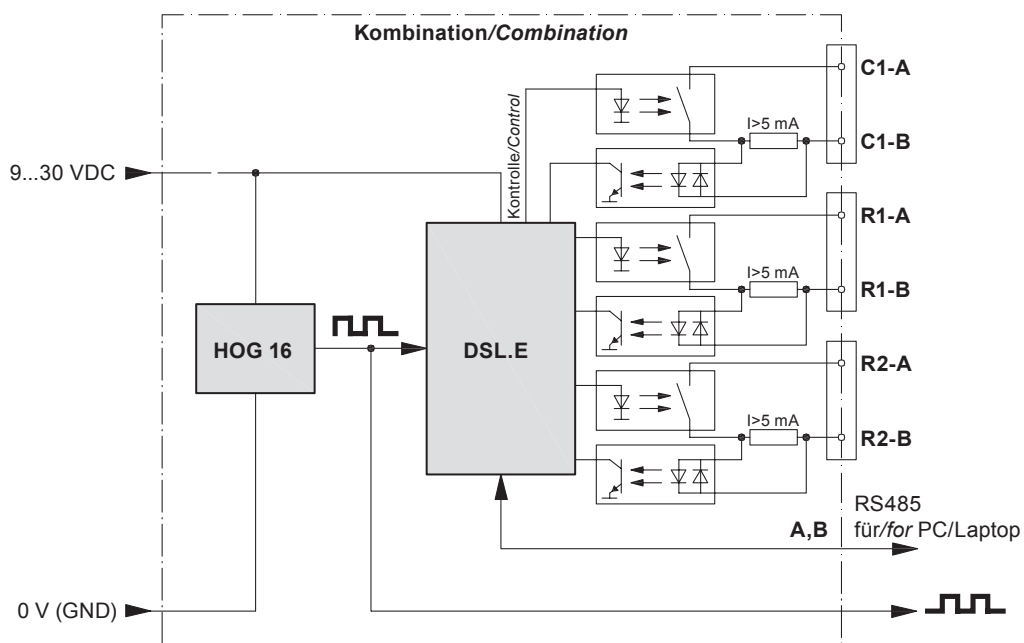 Kombination/Combination
C1-A
I>5 mA
C1-B
9...30 VDC
Kontrolle/Control
R1-A
I>5 mA
R1-B
HOG 16
DSL.E
R2-A
I>5 mA
R2-B
RS485
A,B für/for PC/Laptop
0 V (GND)